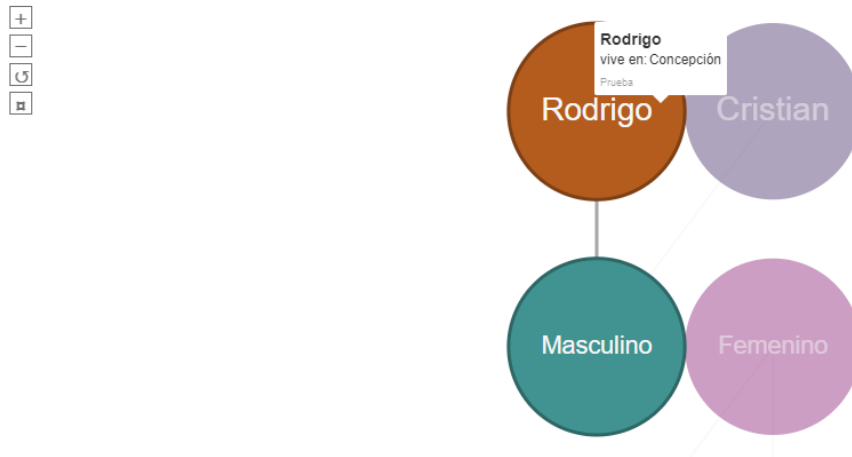 Rodrigo
vive en: Concepción
Prueba
Rodrigo
Cristian
Masculino
Femenino